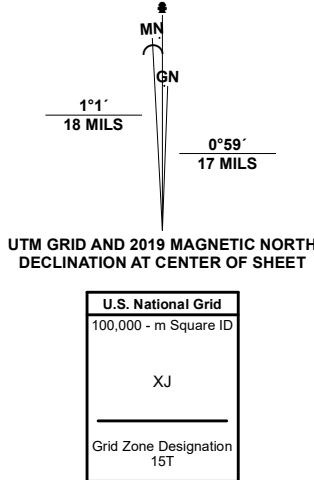 MN
GN
1°1´
18 MILS
0°59´
17 MILS
UTM GRID AND 2019 MAGNETIC NORTH
DECLINATION AT CENTER OF SHEET
U.S. National Grid
100,000 - m Square ID
XJ
Grid Zone Designation
15T